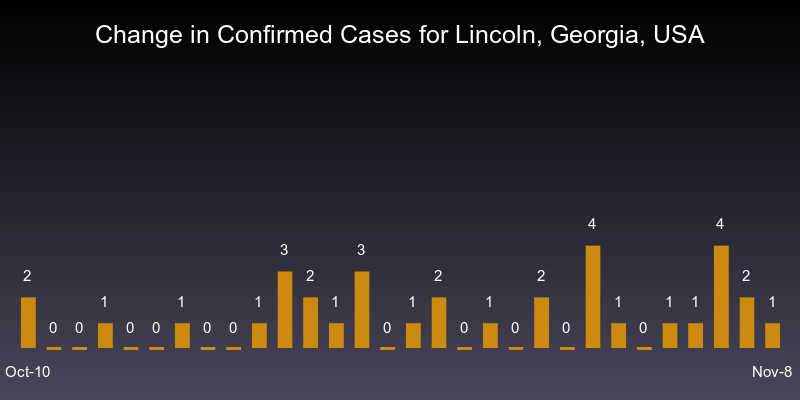 Change in Confirmed Cases for Lincoln, Georgia, USA
2 0 0 1 0 0 1 0 0 1 3 2 1 3 0 1 2 0 1 0 2 0 4 1 0 1 1 4 2 1
Oct-10 Nov-8